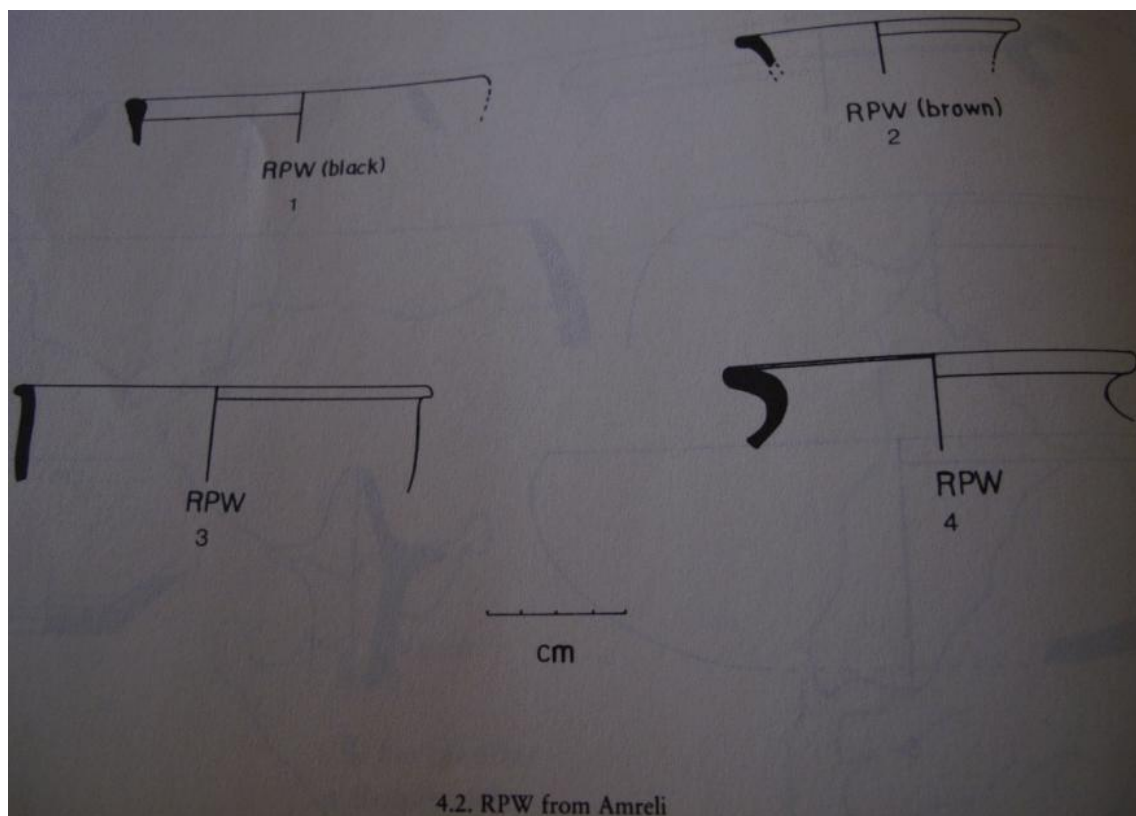 RPW (black)
1
RPW (brown)
2
RPW
3
RPW
4
cm
4.2. RPW from Amreli